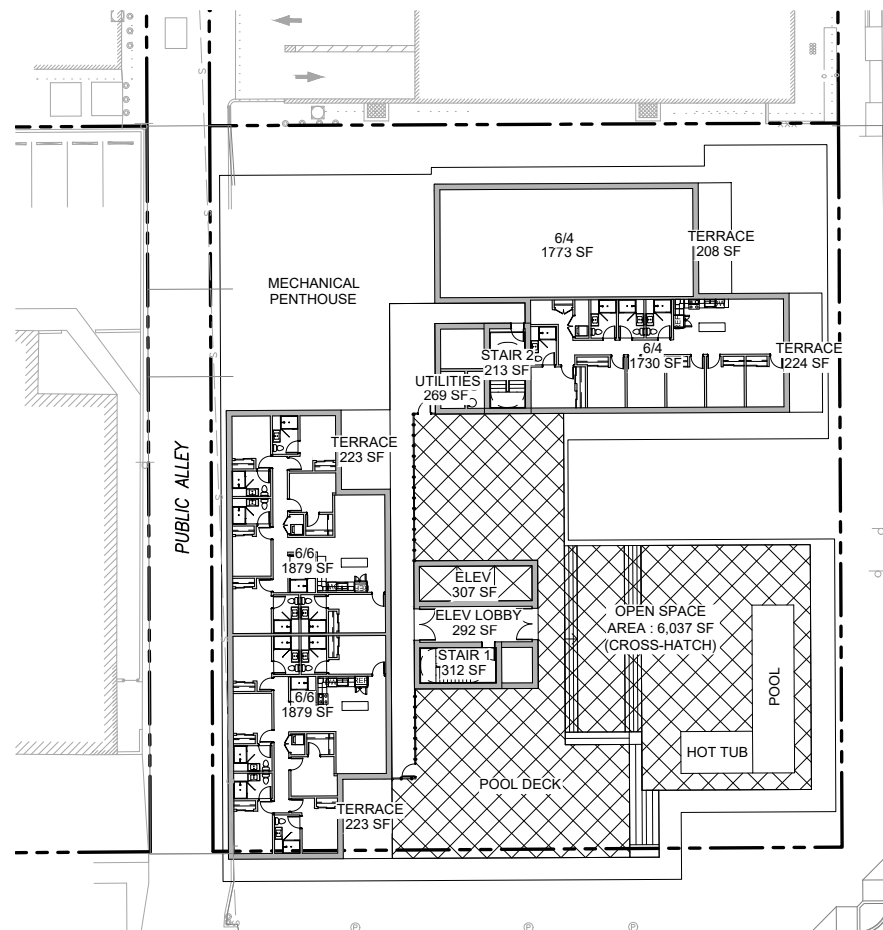 6/4
1773 SF
TERRACE
208 SF
MECHANICAL
PENTHOUSE
STAIR 2
213 SF
6/4
1730 SF
TERRACE
224 SF
UTILITIES
269 SF
TERRACE
223 SF
PUBLIC ALLEY
6/6
1879 SF
ELEV
307 SF
ELEV LOBBY
292 SF
STAIR 1
312 SF
OPEN SPACE
AREA : 6,037 SF
(CROSS-HATCH)
POOL
6/6
1879 SF
HOT TUB
POOL DECK
TERRACE
223 SF
S
S
S
S
P
P
P